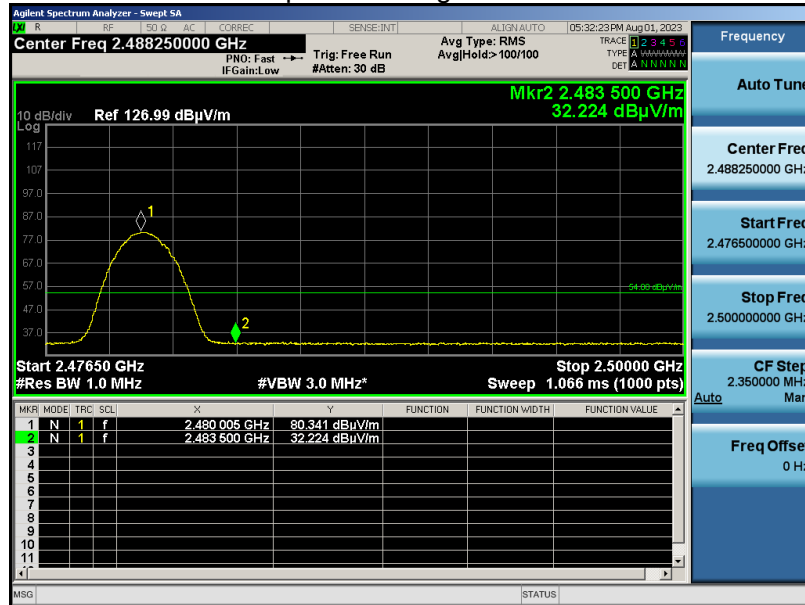 Agilent Spectrum Analyzer - Swept SA
LXI R RF 50 Ω AC CORREC SENSE:INT ALIGN AUTO 05:32:23 PM Aug 01, 2023
Center Freq 2.488250000 GHz
PNO: Fast
IFGain:Low
Trig: Free Run
#Atten: 30 dB
Avg Type: RMS
Avg|Hold:>100/100
TRACE 1 2 3 4 5 6
TYPE A WWWWW
DET A N N N N N
Mkr2 2.483 500 GHz
32.224 dBµV/m
10 dB/div Ref 126.99 dBµV/m
Log
117
107
97.0
87.0
77.0
67.0
57.0
47.0
37.0
1
2
54.00 dBµV/m
Start 2.47650 GHz Stop 2.50000 GHz
#Res BW 1.0 MHz #VBW 3.0 MHz* Sweep 1.066 ms (1000 pts)
MKR MODE TRC SCL X Y FUNCTION FUNCTION WIDTH FUNCTION VALUE
1 N 1 f 2.480 005 GHz 80.341 dBµV/m
2 N 1 f 2.483 500 GHz 32.224 dBµV/m
3
4
5
6
7
8
9
10
11
MSG STATUS
Frequency
Auto Tune
Center Freq
2.488250000 GHz
Start Freq
2.476500000 GHz
Stop Freq
2.500000000 GHz
CF Step
2.350000 MHz
Auto Man
Freq Offset
0 Hz